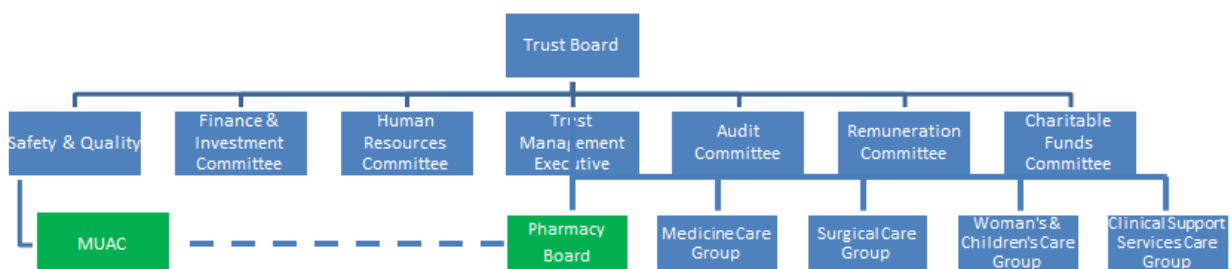 Trust Board
Safety & Quality
Finance &
Investment
Committee
Human
Resources
Committee
Trust
Management
Executive
Audit
Committee
Remuneration
Committee
Charitable
Funds
Committee
MUAC
Pharmacy
Board
Medicine Care
Group
Surgical Care
Group
Woman's &
Children's Care
Group
Clinical Support
Services Care
Group